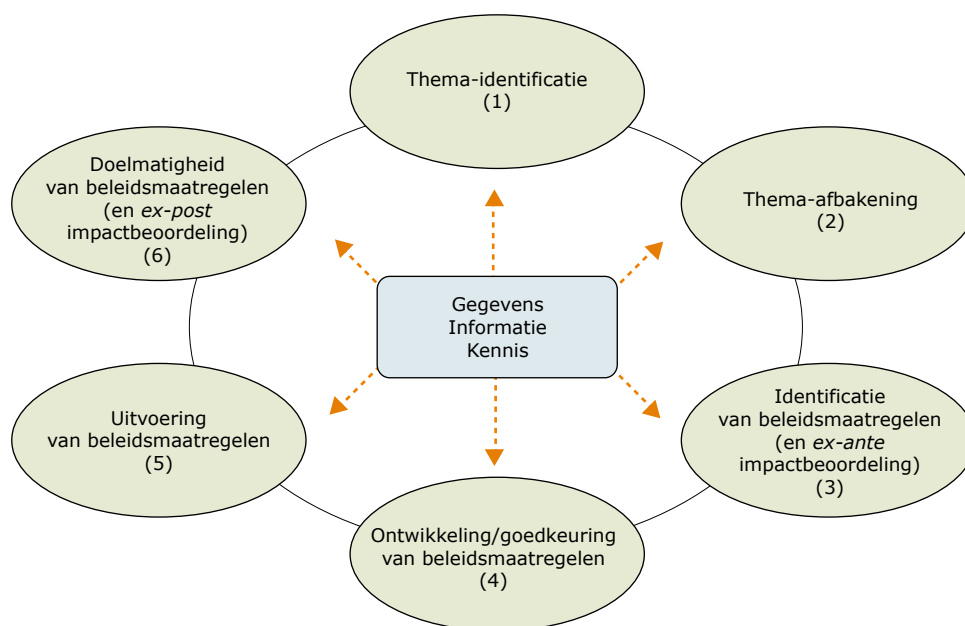 Thema-identificatie
(1)
Thema-afbakening
(2)
Identificatie
van beleidsmaatregelen
(en ex-ante
impactbeoordeling)
(3)
Ontwikkeling/goedkeuring
van beleidsmaatregelen
(4)
Uitvoering
van beleidsmaatregelen
(5)
Doelmatigheid
van beleidsmaatregelen
(en ex-post
impactbeoordeling)
(6)
Gegevens
Informatie
Kennis